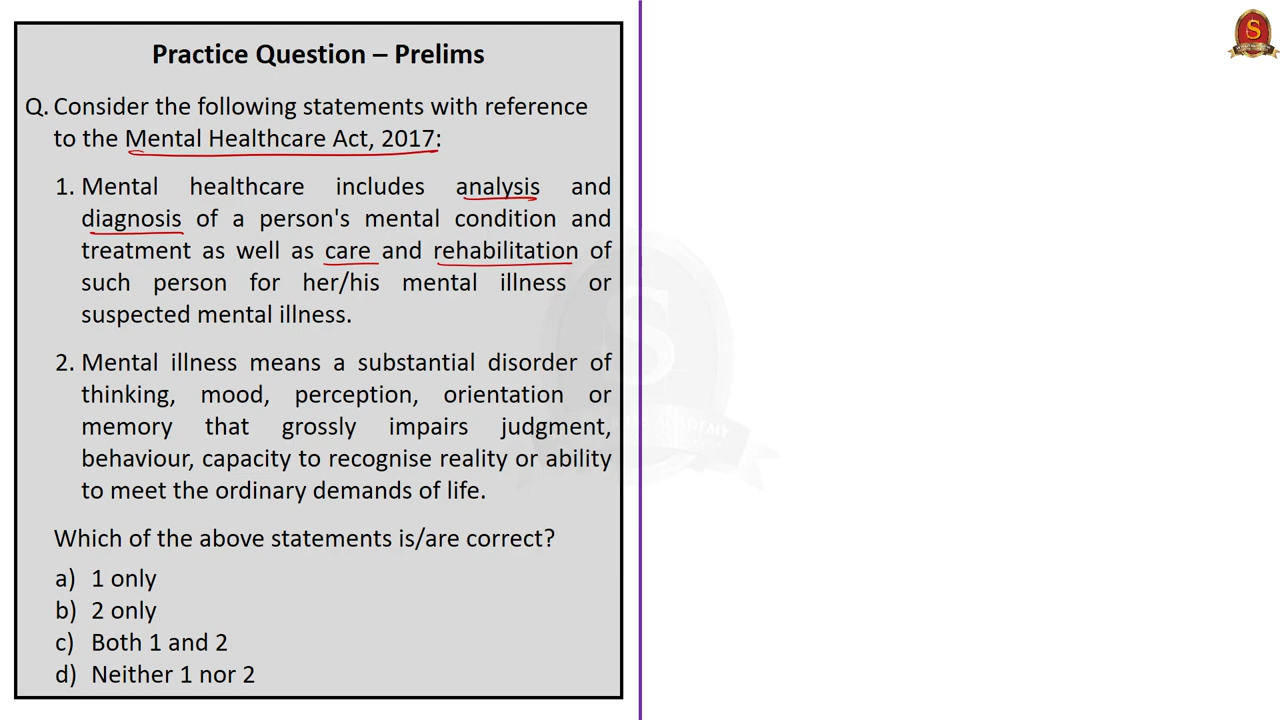 Practice Question – Prelims
Q. Consider the following statements with reference
to the Mental Healthcare Act, 2017:
1. Mental healthcare includes analysis and
diagnosis of a person's mental condition and
treatment as well as care and rehabilitation of
such person for her/his mental illness or
suspected mental illness.
2. Mental illness means a substantial disorder of
thinking, mood, perception, orientation or
memory that grossly impairs judgment,
behaviour, capacity to recognise reality or ability
to meet the ordinary demands of life.
Which of the above statements is/are correct?
a) 1 only
b) 2 only
c) Both 1 and 2
d) Neither 1 nor 2
S